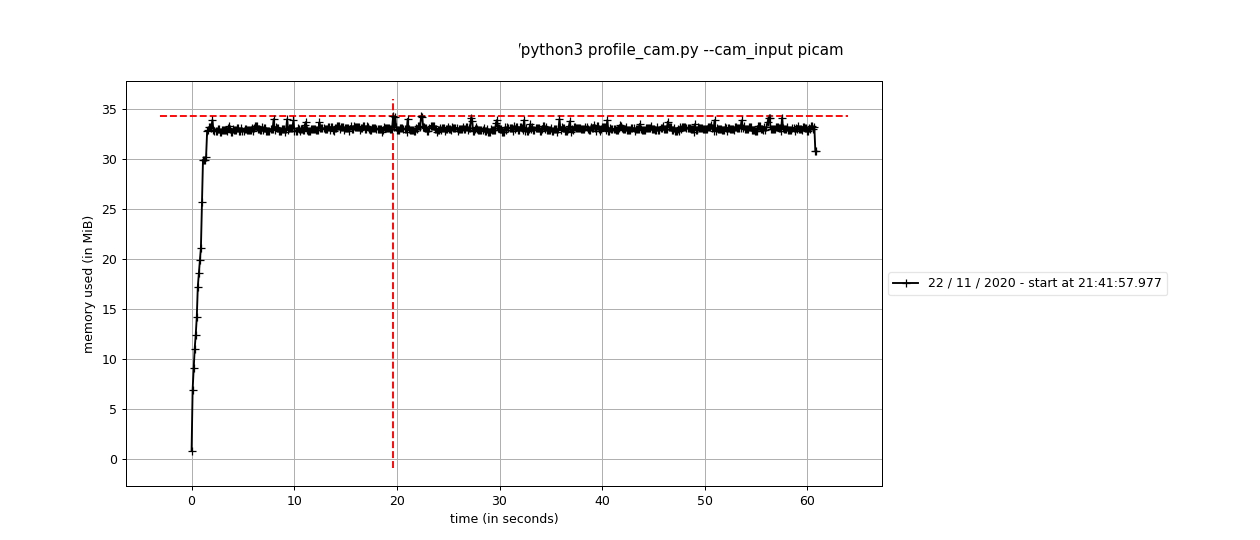 python3 profile_cam.py --cam_input picam
35
30
25
20
15
10
5
0
memory used (in MiB)
0 10 20 30 40 50 60
time (in seconds)
22 / 11 / 2020 - start at 21:41:57.977